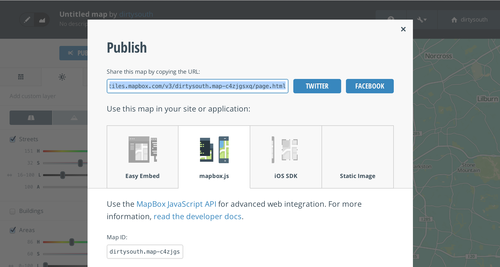 Untitled map by dirtysouth
dirtysouth
×
Publish
Share this map by copying the URL:
tiles.mapbox.com/v3/dirtysouth.map-c4zjgsxq/page.html
TWITTER
FACEBOOK
Use this map in your site or application:
Easy Embed
mapbox.js
iOS SDK
Static Image
Use the MapBox JavaScript API for advanced web integration. For more
information, read the developer docs.
Map ID:
dirtysouth.map-c4zjgs
Streets
Buildings
Areas
Norcross